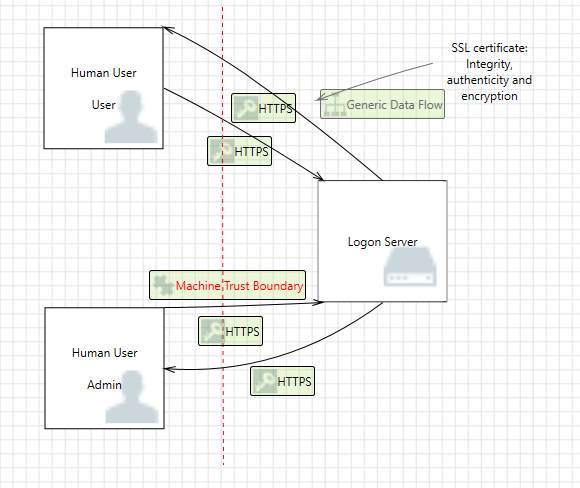 SSL certificate:
Integrity,
authenticity and
encryption
Human User
User
HTTPS
Generic Data Flow
HTTPS
Logon Server
Machine Trust Boundary
HTTPS
Human User
Admin
HTTPS